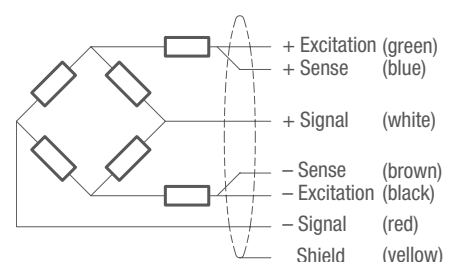 + Excitation (green)
+ Sense (blue)
+ Signal (white)
– Sense (brown)
– Excitation (black)
– Signal (red)
Shield (yellow)